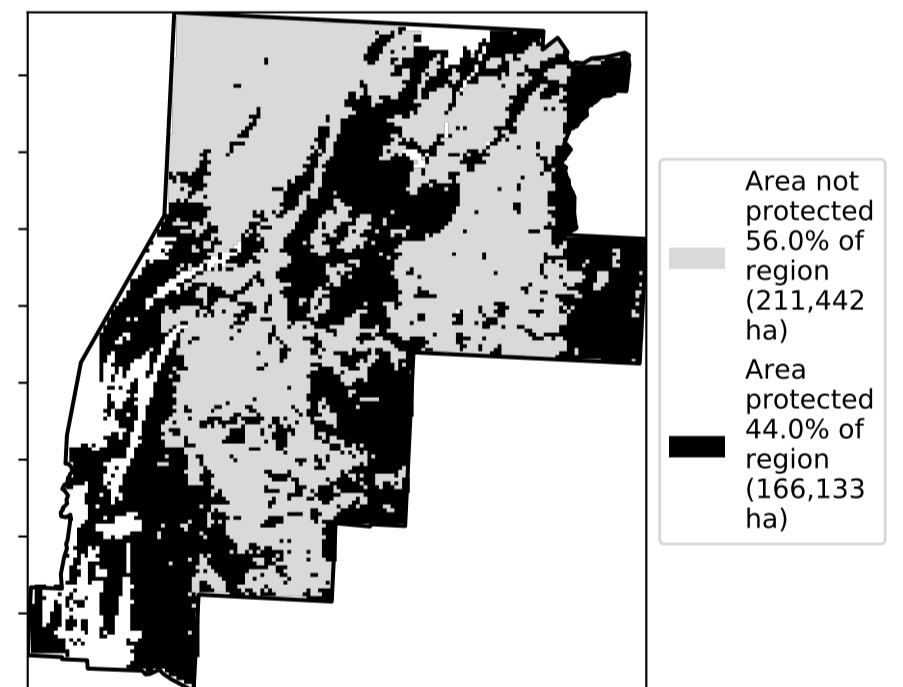 Area not
protected
56.0% of
region
(211,442
ha)
Area
protected
44.0% of
region
(166,133
ha)